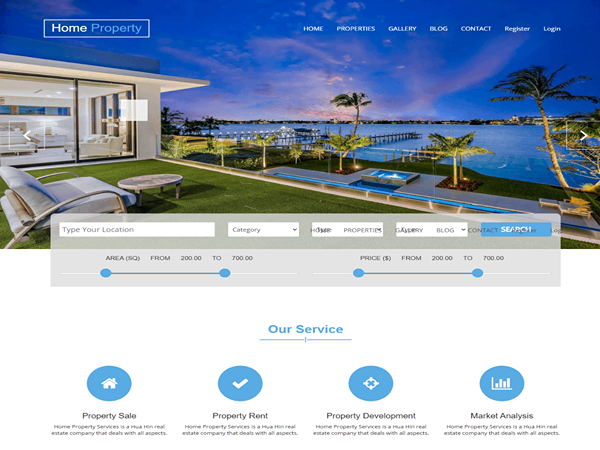 Home Property
HOME PROPERTIES GALLERY BLOG CONTACT Register Login
Type Your Location Category HOME PROPERTIES GALLERY BLOG CONTACT SEARCH
AREA (SQ) FROM 200.00 TO 700.00 PRICE ($) FROM 200.00 TO 700.00
Our Service
Property Sale Property Rent Property Development Market Analysis
Home Property Services is a Hua Hin real Home Property Services is a Hua Hin real Home Property Services is a Hua Hin real Home Property Services is a Hua Hin real
estate company that deals with all aspects. estate company that deals with all aspects. estate company that deals with all aspects. estate company that deals with all aspects.